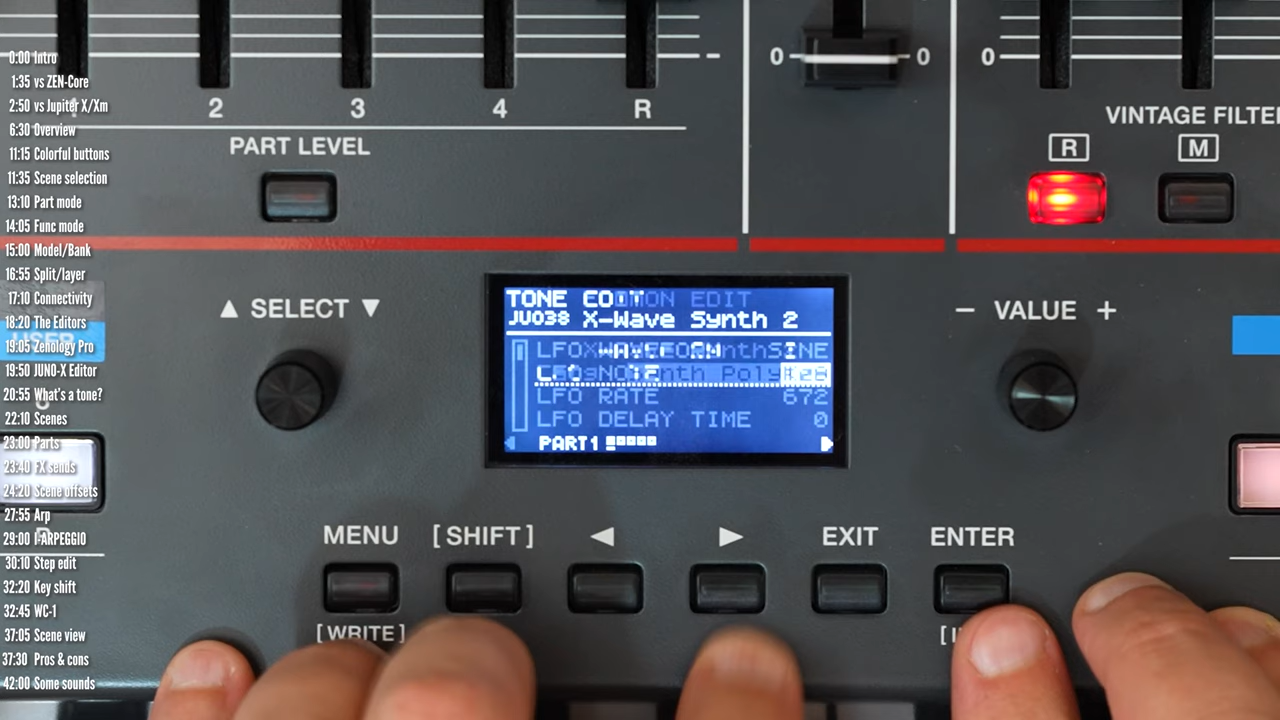 0:00 Intro
1:35 vs ZEN-Core
2:50 vs Jupiter X/Xm
6:30 Overview
11:15 Colorful buttons
11:35 Scene selection
13:10 Part mode
14:05 Func mode
15:00 Model/Bank
16:55 Split/layer
17:10 Connectivity
18:20 The Editors
19:05 Zenology Pro
19:50 JUNO-X Editor
20:55 What's a tone?
22:10 Scenes
23:00 Parts
23:40 FX sends
24:20 Scene offsets
27:55 Arp
29:00 I-ARPEGGIO
30:10 Step edit
32:20 Key shift
32:45 WC-1
37:05 Scene view
37:30 Pros & cons
42:00 Some sounds
2 3 4 R
PART LEVEL
0 0 0
VINTAGE FILTE
R M
▲ SELECT ▼
TONE EDIT
JU038 X-Wave Synth 2
LFO RATE 672
LFO DELAY TIME 0
PART1
− VALUE +
MENU [SHIFT] ◀ ▶ EXIT ENTER
[WRITE]